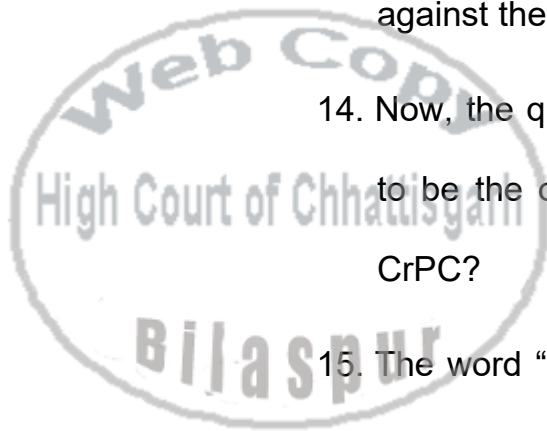 against the
Web Copy
14. Now, the q
to be the
High Court of Chhattisgarh
CrPC?
Bilaspur
15. The word “